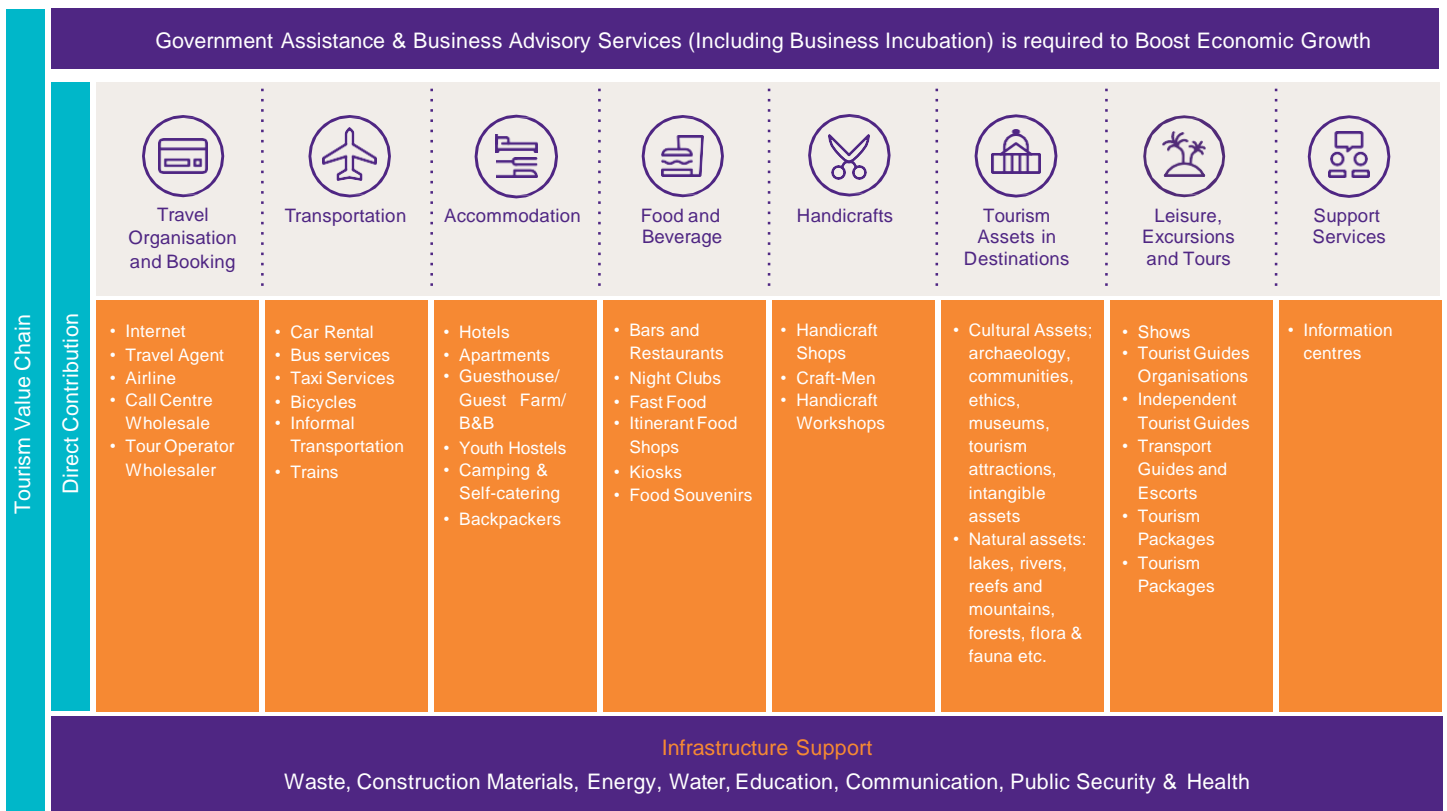 Government Assistance & Business Advisory Services (Including Business Incubation) is required to Boost Economic Growth
Tourism Value Chain
Direct Contribution
Travel
Organisation
and Booking
Transportation
Accommodation
Food and
Beverage
Handicrafts
Tourism
Assets in
Destinations
Leisure,
Excursions
and Tours
Support
Services
• Internet
• Travel Agent
• Airline
• Call Centre
Wholesale
• Tour Operator
Wholesaler
• Car Rental
• Bus services
• Taxi Services
• Bicycles
• Informal
Transportation
• Trains
• Hotels
• Apartments
• Guesthouse/
Guest Farm/
B&B
• Youth Hostels
• Camping &
Self-catering
• Backpackers
• Bars and
Restaurants
• Night Clubs
• Fast Food
• Itinerant Food
Shops
• Kiosks
• Food Souvenirs
• Handicraft
Shops
• Craft-Men
• Handicraft
Workshops
• Cultural Assets;
archaeology,
communities,
ethics,
museums,
tourism
attractions,
intangible
assets
• Natural assets:
lakes, rivers,
reefs and
mountains,
forests, flora &
fauna etc.
• Shows
• Tourist Guides
Organisations
• Independent
Tourist Guides
• Transport
Guides and
Escorts
• Tourism
Packages
• Tourism
Packages
• Information
centres
Infrastructure Support
Waste, Construction Materials, Energy, Water, Education, Communication, Public Security & Health